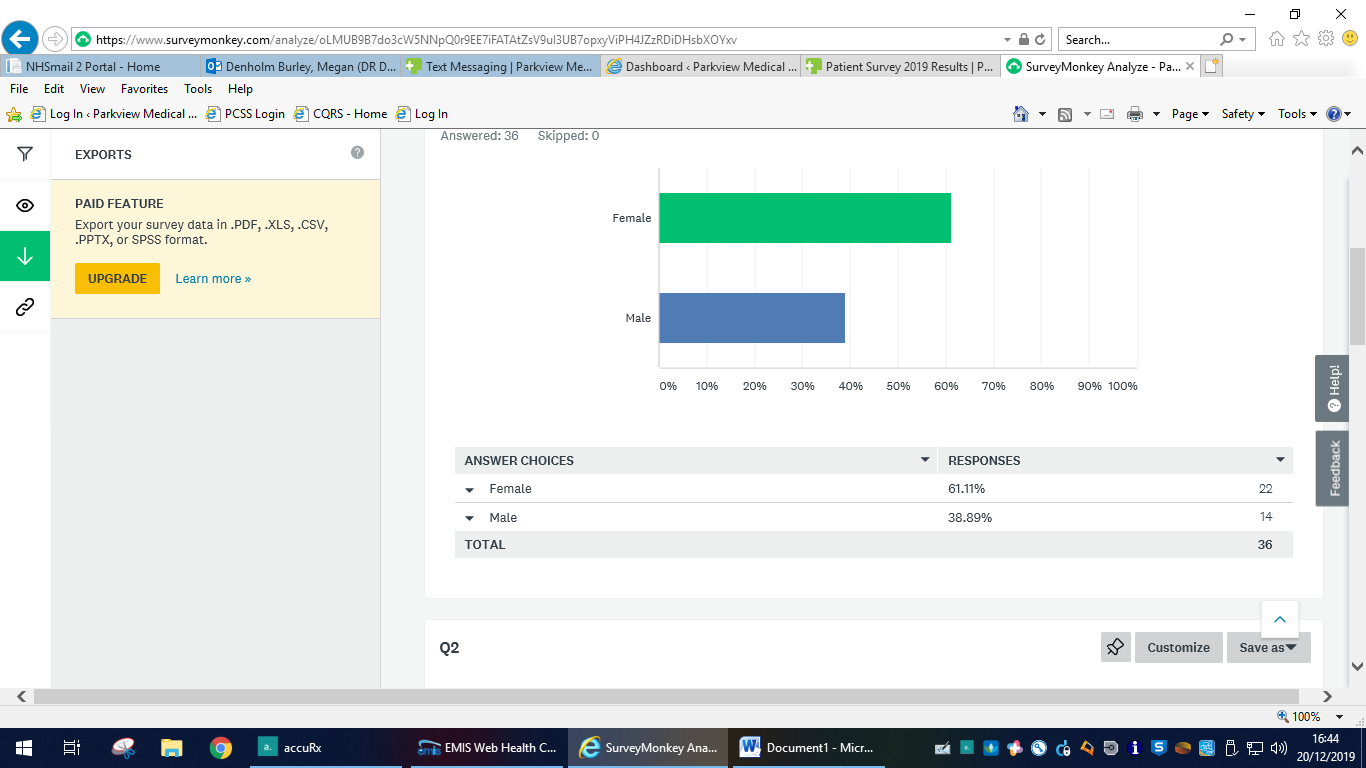 https://www.surveymonkey.com/analyze/oLMUB9B7do3cW5NNpQ0r9EE7iFATAtZsV9ul3UB7opxyViPH4JZzRDiDHsbXOYxv
Search...
NHSmail 2 Portal - Home
Denholm Burley, Megan (DR D...
Text Messaging | Parkview Me...
Dashboard ‹ Parkview Medical ...
Patient Survey 2019 Results | P...
SurveyMonkey Analyze - Pa...
File Edit View Favorites Tools Help
Log In ‹ Parkview Medical ...
PCSS Login
CQRS - Home
Log In
Page
Safety
Tools
EXPORTS
PAID FEATURE
Export your survey data in .PDF, .XLS, .CSV,
.PPTX, or SPSS format.
UPGRADE Learn more »
Answered: 36 Skipped: 0
Female
Male
0% 10% 20% 30% 40% 50% 60% 70% 80% 90% 100%
ANSWER CHOICES RESPONSES
Female 61.11% 22
Male 38.89% 14
TOTAL 36
Q2
Customize
Save as
Help!
Feedback
100%
a. accuRx
emis EMIS Web Health C...
SurveyMonkey Ana...
Document1 - Micr...
16:44
20/12/2019